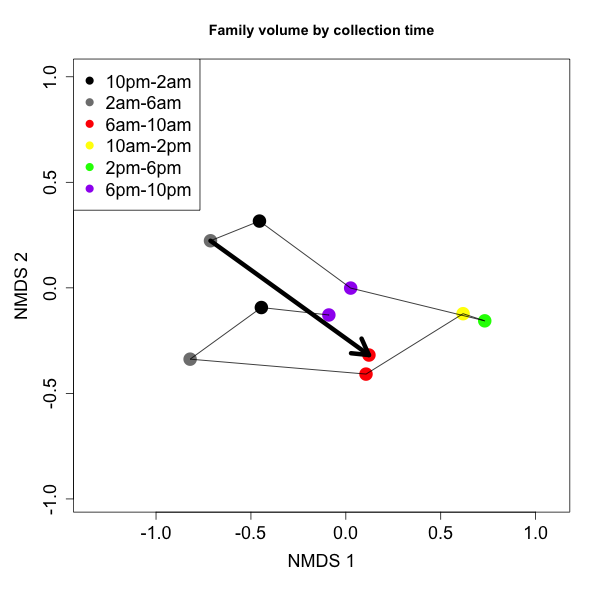 Family volume by collection time
10pm-2am
2am-6am
6am-10am
10am-2pm
2pm-6pm
6pm-10pm
1.0
0.5
0.0
-0.5
-1.0
NMDS 2
-1.0 -0.5 0.0 0.5 1.0
NMDS 1